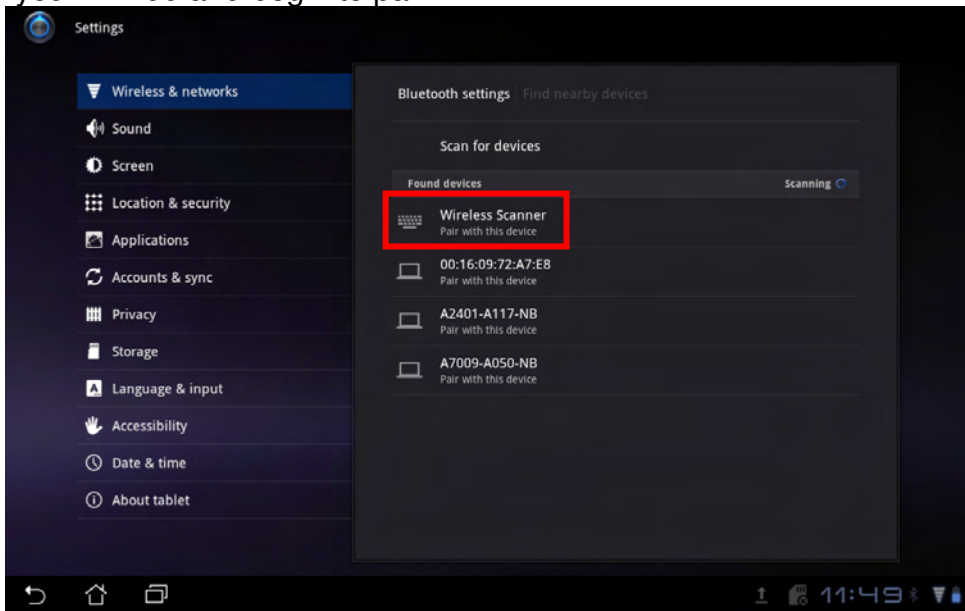 Settings
Wireless & networks
Sound
Screen
Location & security
Applications
Accounts & sync
Privacy
Storage
Language & input
Accessibility
Date & time
About tablet
Bluetooth settings Find nearby devices
Scan for devices
Found devices Scanning
Wireless Scanner
Pair with this device
00:16:09:72:A7:E8
Pair with this device
A2401-A117-NB
Pair with this device
A7009-A050-NB
Pair with this device
11:49